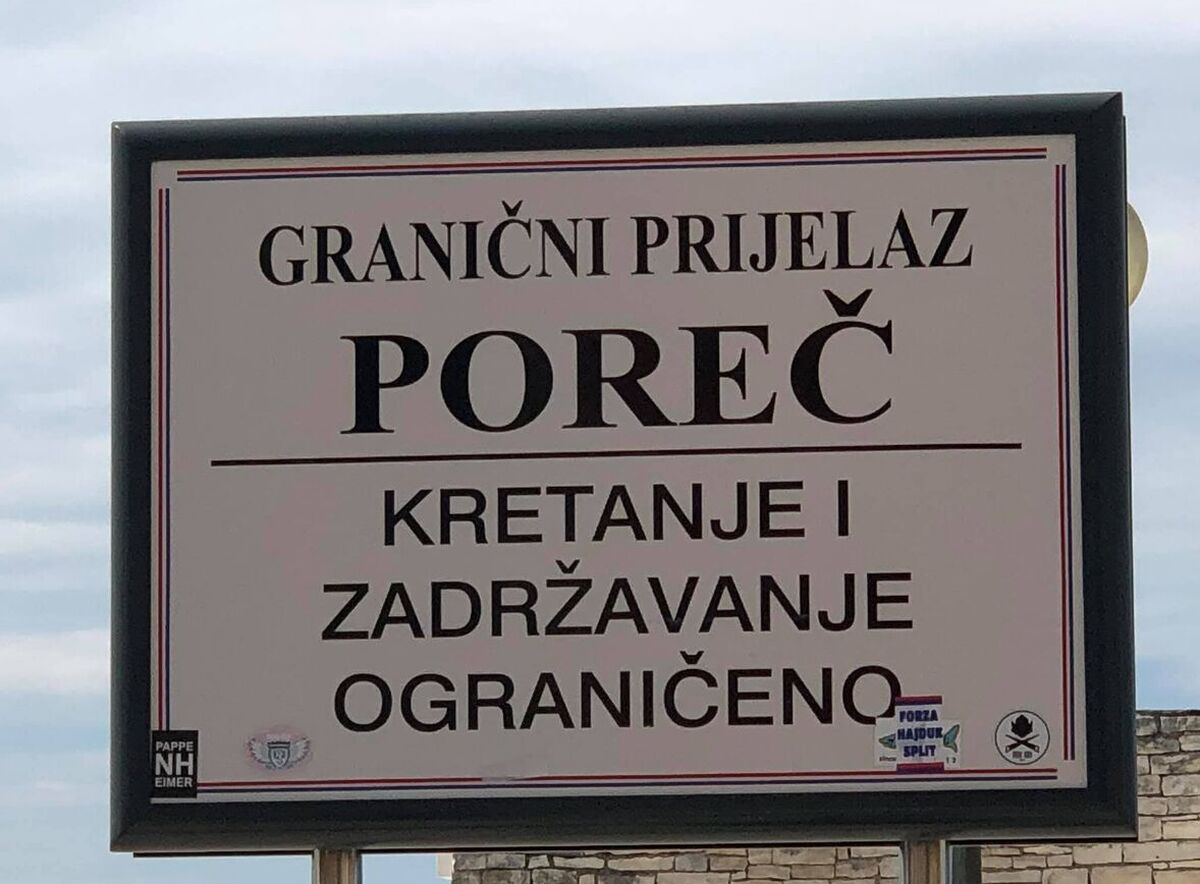 GRANIČNI PRIJELAZ
POREČ
KRETANJE I
ZADRŽAVANJE
OGRANIČENO
PAPPE
NH
EIMER
FORZA
HAJDUK
SPLIT